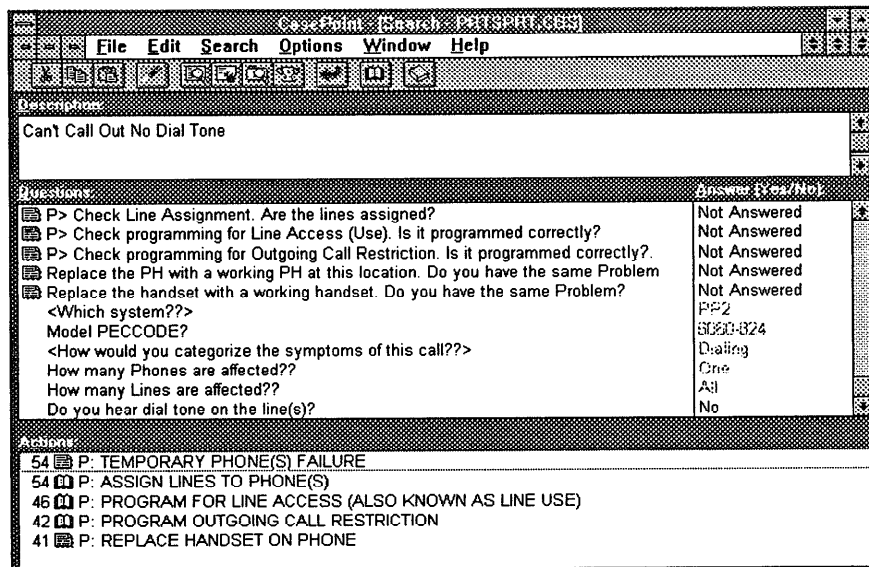 CasePoint - [Search - PRTSPRT.CBS]
File Edit Search Options Window Help
Description:
Can't Call Out No Dial Tone
Questions: Answer (Yes/No):
P> Check Line Assignment. Are the lines assigned? Not Answered
P> Check programming for Line Access (Use). Is it programmed correctly? Not Answered
P> Check programming for Outgoing Call Restriction. Is it programmed correctly?. Not Answered
Replace the PH with a working PH at this location. Do you have the same Problem Not Answered
Replace the handset with a working handset. Do you have the same Problem? Not Answered
<Which system??> PP2
Model PECCODE?
<How would you categorize the symptoms of this call??> Dialing
How many Phones are affected?? One
How many Lines are affected?? All
Do you hear dial tone on the line(s)? No
Actions:
54 P: TEMPORARY PHONE(S) FAILURE
54 P: ASSIGN LINES TO PHONE(S)
46 P: PROGRAM FOR LINE ACCESS (ALSO KNOWN AS LINE USE)
42 P: PROGRAM OUTGOING CALL RESTRICTION
41 P: REPLACE HANDSET ON PHONE